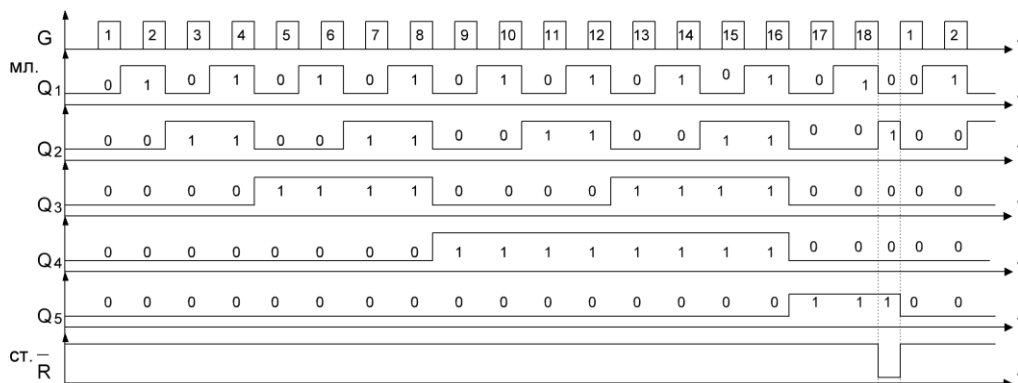 G 1 2 3 4 5 6 7 8 9 10 11 12 13 14 15 16 17 18 1 2
мл.
Q1 0 1 0 1 0 1 0 1 0 1 0 1 0 1 0 1 0 1 0 0 1
Q2 0 0 1 1 0 0 1 1 0 0 1 1 0 0 1 1 0 0 1 0 0
Q3 0 0 0 0 1 1 1 1 0 0 0 0 1 1 1 1 0 0 0 0 0
Q4 0 0 0 0 0 0 0 0 1 1 1 1 1 1 1 1 0 0 0 0 0
Q5 0 0 0 0 0 0 0 0 0 0 0 0 0 0 0 0 1 1 1 0 0
ст. R̅